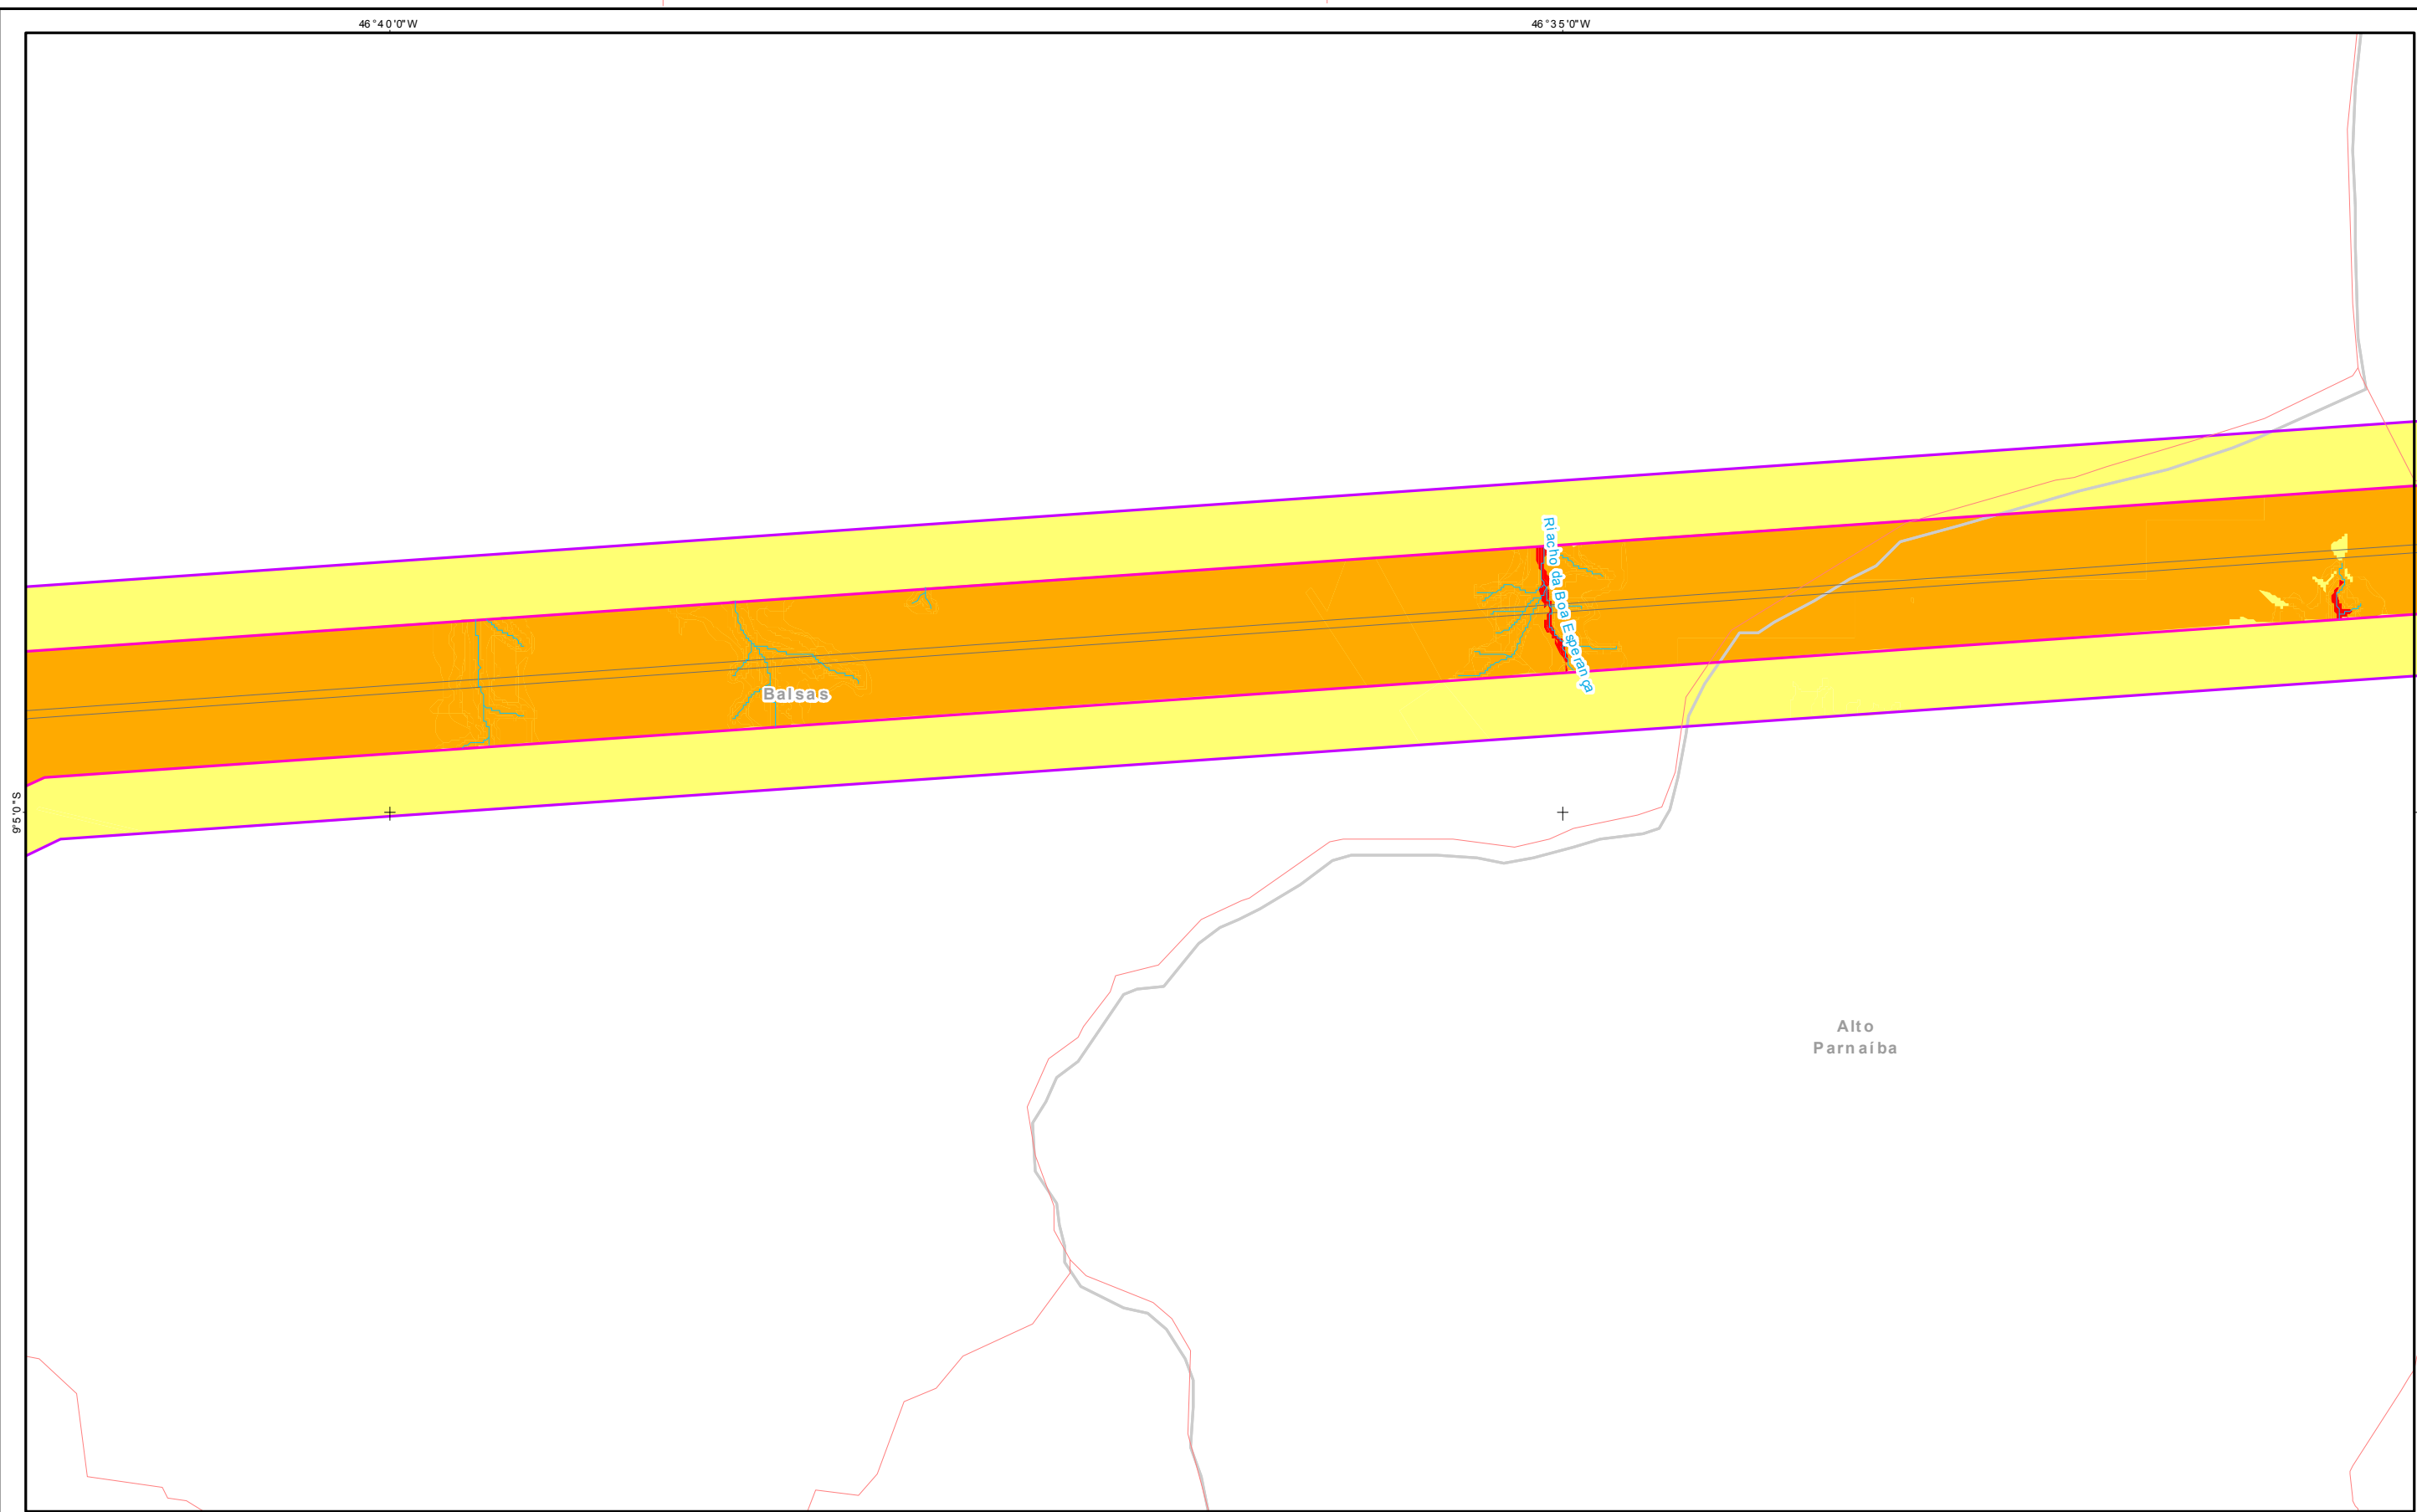 46°40'0"W
46°35'0"W
Riacho da Boa Esperança
Balsas
9°5'0"S
Alto
Parnaíba